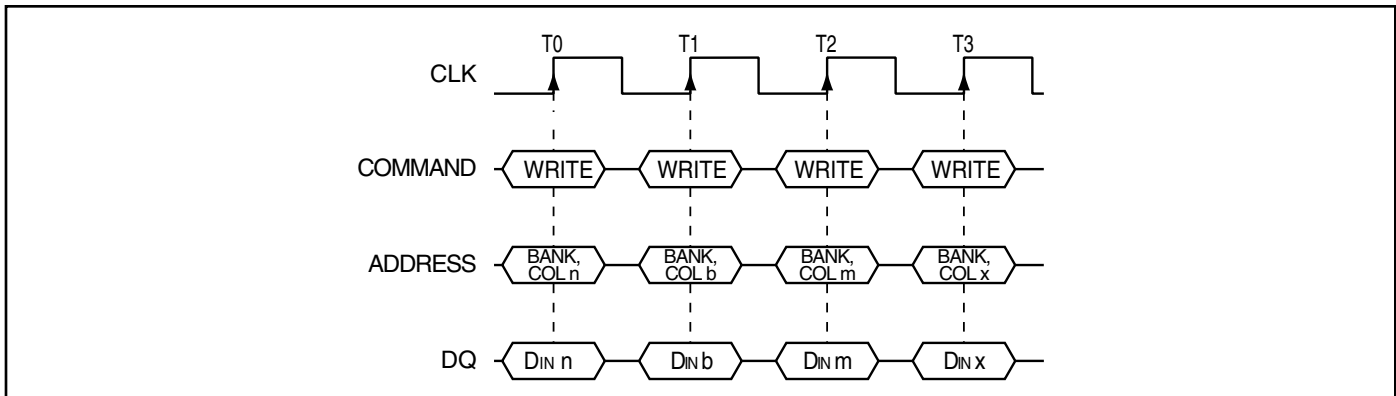 T0 T1 T2 T3
CLK
COMMAND WRITE WRITE WRITE WRITE
ADDRESS BANK, BANK, BANK, BANK,
COL n COL b COL m COL x
DQ DIN n DIN b DIN m DIN x